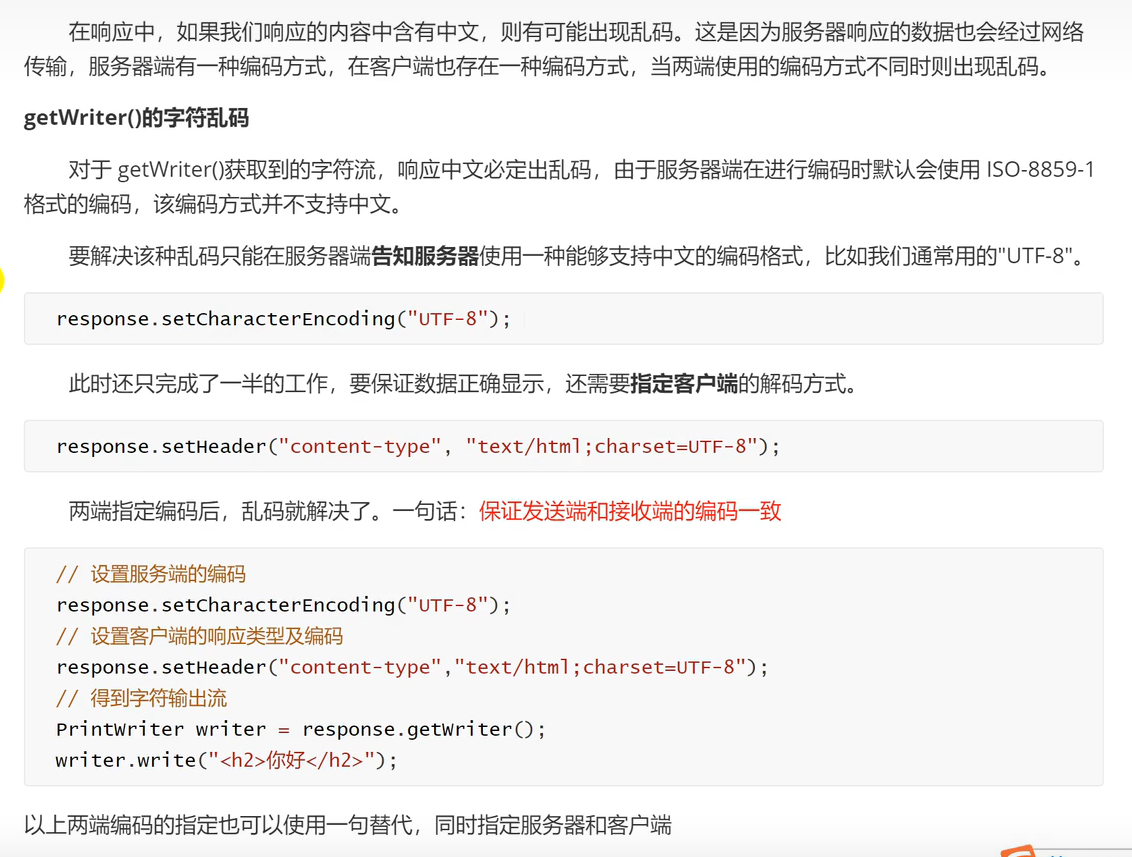 在响应中，如果我们响应的内容中含有中文，则有可能出现乱码。这是因为服务器响应的数据也会经过网络
传输，服务器端有一种编码方式，在客户端也存在一种编码方式，当两端使用的编码方式不同时则出现乱码。
getWriter()的字符乱码
对于 getWriter()获取到的字符流，响应中文必定出乱码，由于服务器端在进行编码时默认会使用 ISO-8859-1
格式的编码，该编码方式并不支持中文。
要解决该种乱码只能在服务器端告知服务器使用一种能够支持中文的编码格式，比如我们通常用的"UTF-8"。
response.setCharacterEncoding("UTF-8");
此时还只完成了一半的工作，要保证数据正确显示，还需要指定客户端的解码方式。
response.setHeader("content-type", "text/html;charset=UTF-8");
两端指定编码后，乱码就解决了。一句话：保证发送端和接收端的编码一致
// 设置服务端的编码
response.setCharacterEncoding("UTF-8");
// 设置客户端的响应类型及编码
response.setHeader("content-type","text/html;charset=UTF-8");
// 得到字符输出流
PrintWriter writer = response.getWriter();
writer.write("<h2>你好</h2>");
以上两端编码的指定也可以使用一句替代，同时指定服务器和客户端